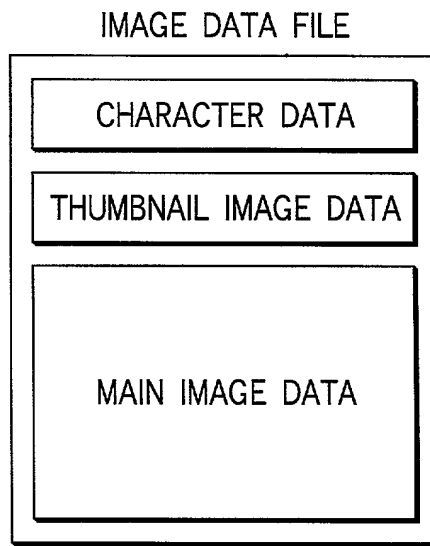 IMAGE DATA FILE
CHARACTER DATA
THUMBNAIL IMAGE DATA
MAIN IMAGE DATA